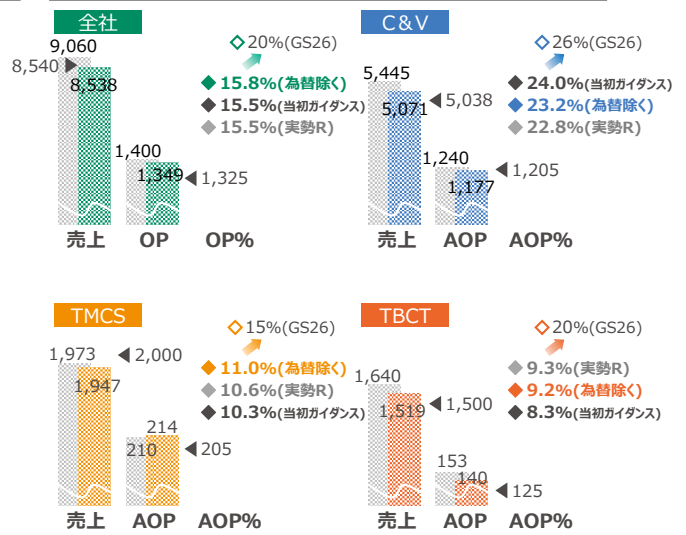 全社
9,060
8,540
8,538
1,400
1,349
1,325
20%(GS26)
15.8%(為替除く)
15.5%(当初ガイダンス)
15.5%(実勢R)
売上 OP OP%
C&V
5,445
5,071
5,038
1,240
1,177
1,205
26%(GS26)
24.0%(当初ガイダンス)
23.2%(為替除く)
22.8%(実勢R)
売上 AOP AOP%
TMCS
1,973
1,947
2,000
214
210
205
15%(GS26)
11.0%(為替除く)
10.6%(実勢R)
10.3%(当初ガイダンス)
売上 AOP AOP%
TBCT
1,640
1,519
1,500
153
140
125
20%(GS26)
9.3%(実勢R)
9.2%(為替除く)
8.3%(当初ガイダンス)
売上 AOP AOP%